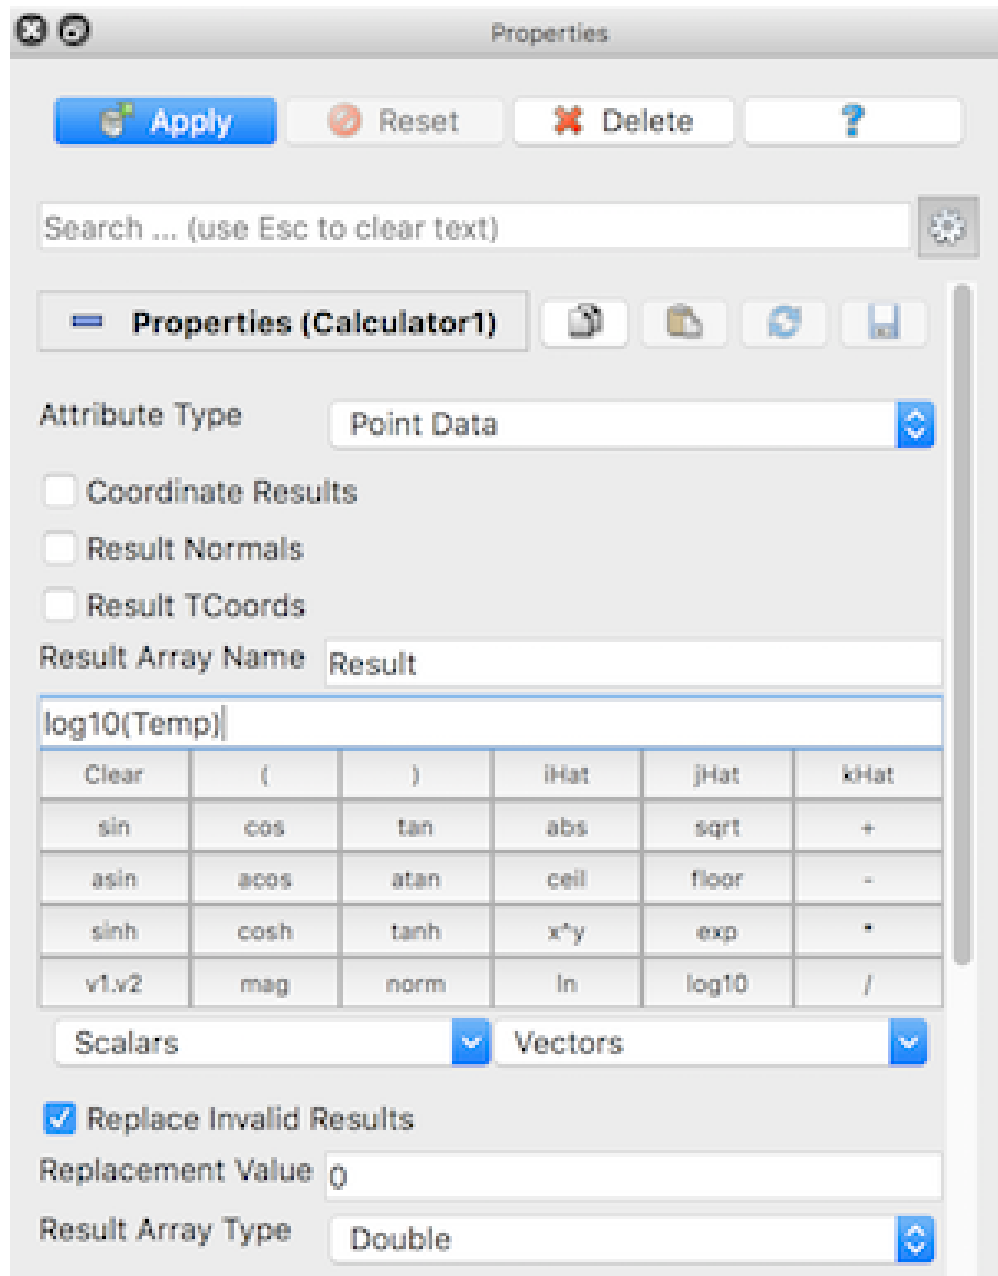 Properties
Apply Reset Delete ?
Search ... (use Esc to clear text)
Properties (Calculator1)
Attribute Type Point Data
Coordinate Results
Result Normals
Result TCoords
Result Array Name Result
log10(Temp)
Clear ( ) iHat jHat kHat
sin cos tan abs sqrt +
asin acos atan ceil floor -
sinh cosh tanh x^y exp *
v1.v2 mag norm ln log10 /
Scalars Vectors
Replace Invalid Results
Replacement Value 0
Result Array Type Double